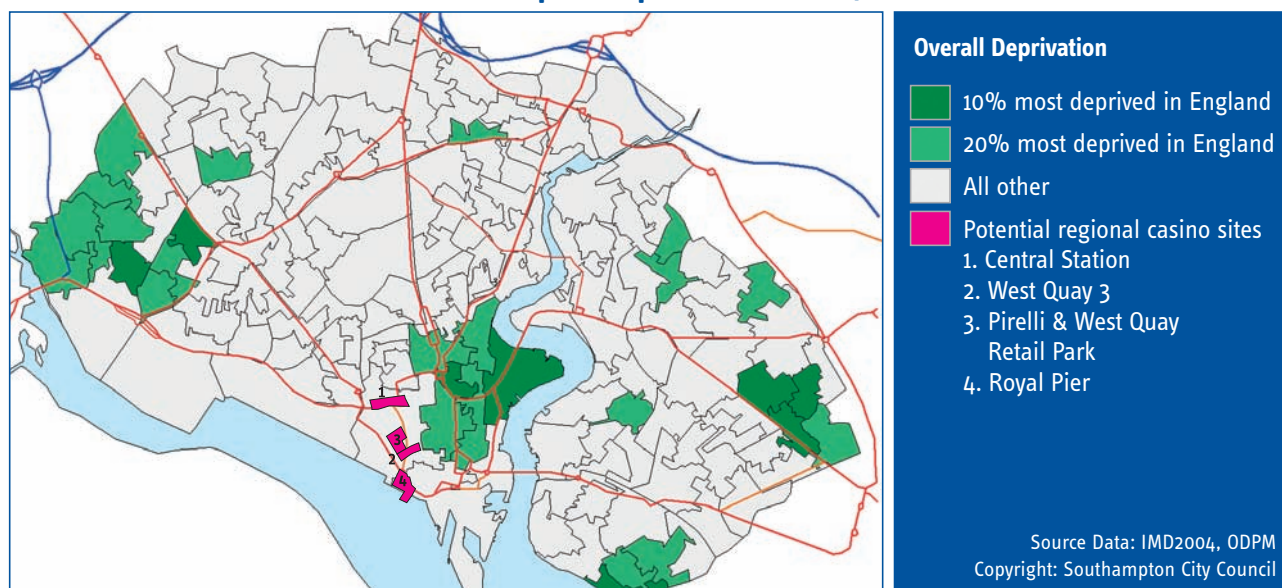 Overall Deprivation
10% most deprived in England
20% most deprived in England
All other
Potential regional casino sites
1. Central Station
2. West Quay 3
3. Pirelli & West Quay
Retail Park
4. Royal Pier
1
3
2
4
Source Data: IMD2004, ODPM
Copyright: Southampton City Council